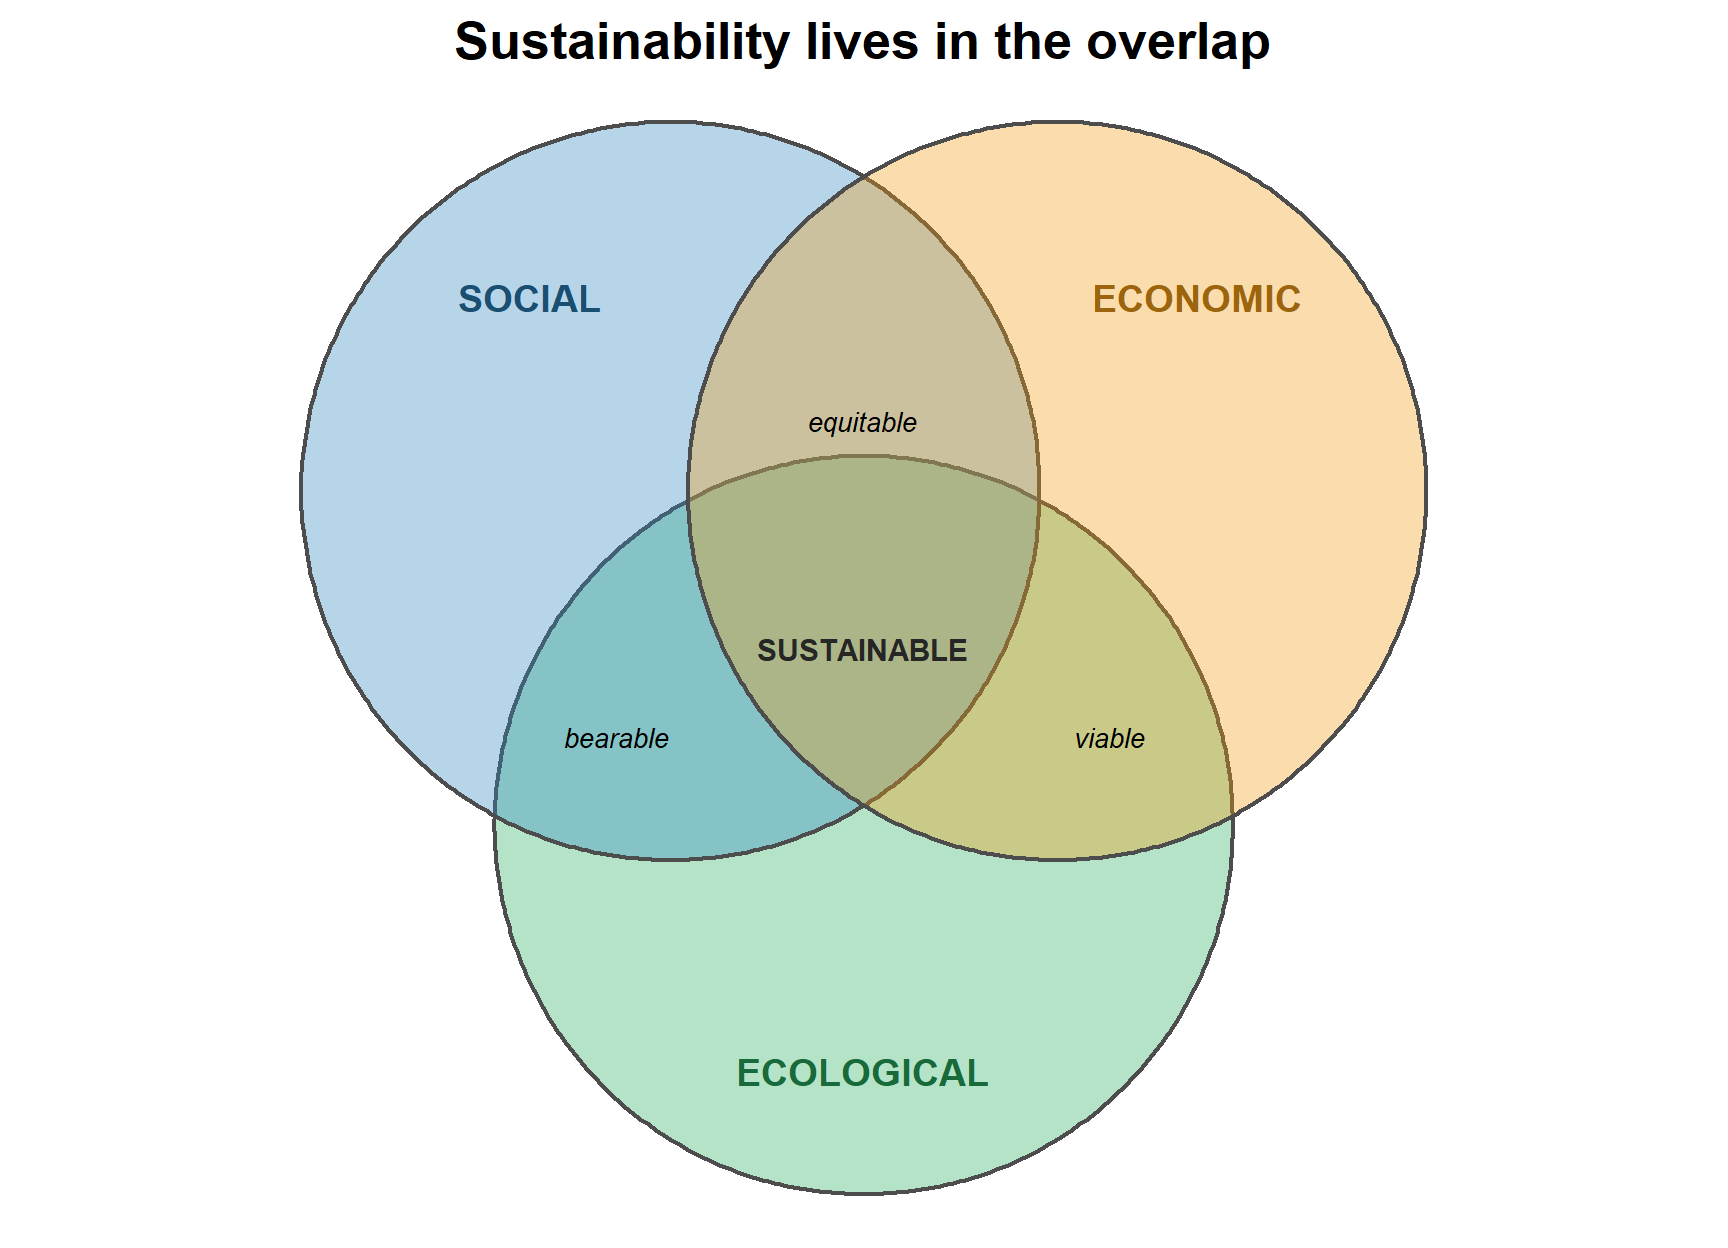 Sustainability lives in the overlap
SOCIAL
ECONOMIC
equitable
SUSTAINABLE
bearable
viable
ECOLOGICAL